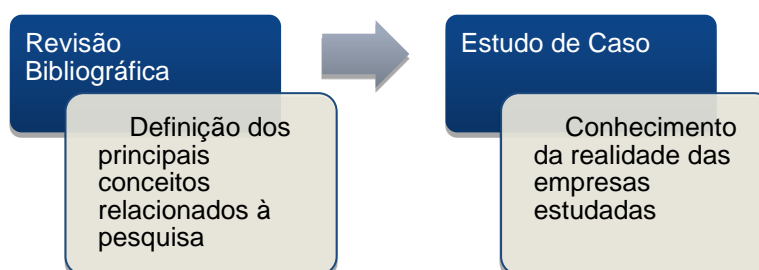 Revisão
Bibliográfica
Definição dos
principais
conceitos
relacionados à
pesquisa
Estudo de Caso
Conhecimento
da realidade das
empresas
estudadas